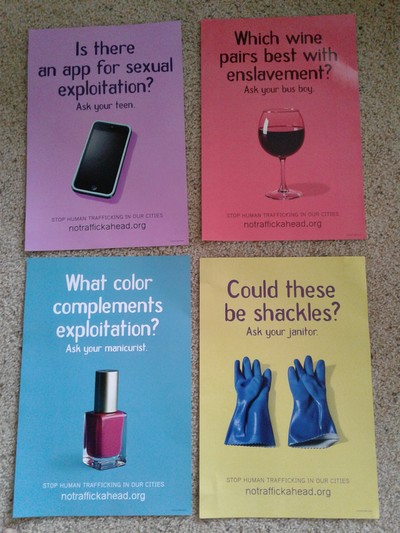 Is there
an app for sexual
exploitation?
Ask your teen.
STOP HUMAN TRAFFICKING IN OUR CITIES
notraffickahead.org
Which wine
pairs best with
enslavement?
Ask your bus boy.
STOP HUMAN TRAFFICKING IN OUR CITIES
notraffickahead.org
What color
complements
exploitation?
Ask your manicurist.
STOP HUMAN TRAFFICKING IN OUR CITIES
notraffickahead.org
Could these
be shackles?
Ask your janitor.
STOP HUMAN TRAFFICKING IN OUR CITIES
notraffickahead.org